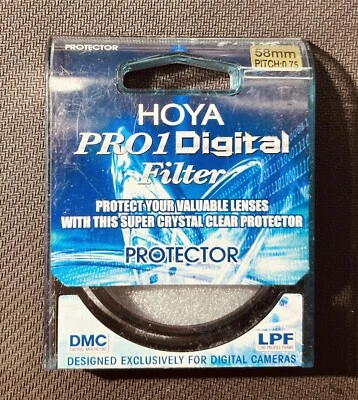 PROTECTOR
58mm
PITCH:0.75
HOYA
PRO1 Digital
Filter
PROTECT YOUR VALUABLE LENSES
WITH THIS SUPER CRYSTAL CLEAR PROTECTOR
PROTECTOR
DMC
LPF
DESIGNED EXCLUSIVELY FOR DIGITAL CAMERAS